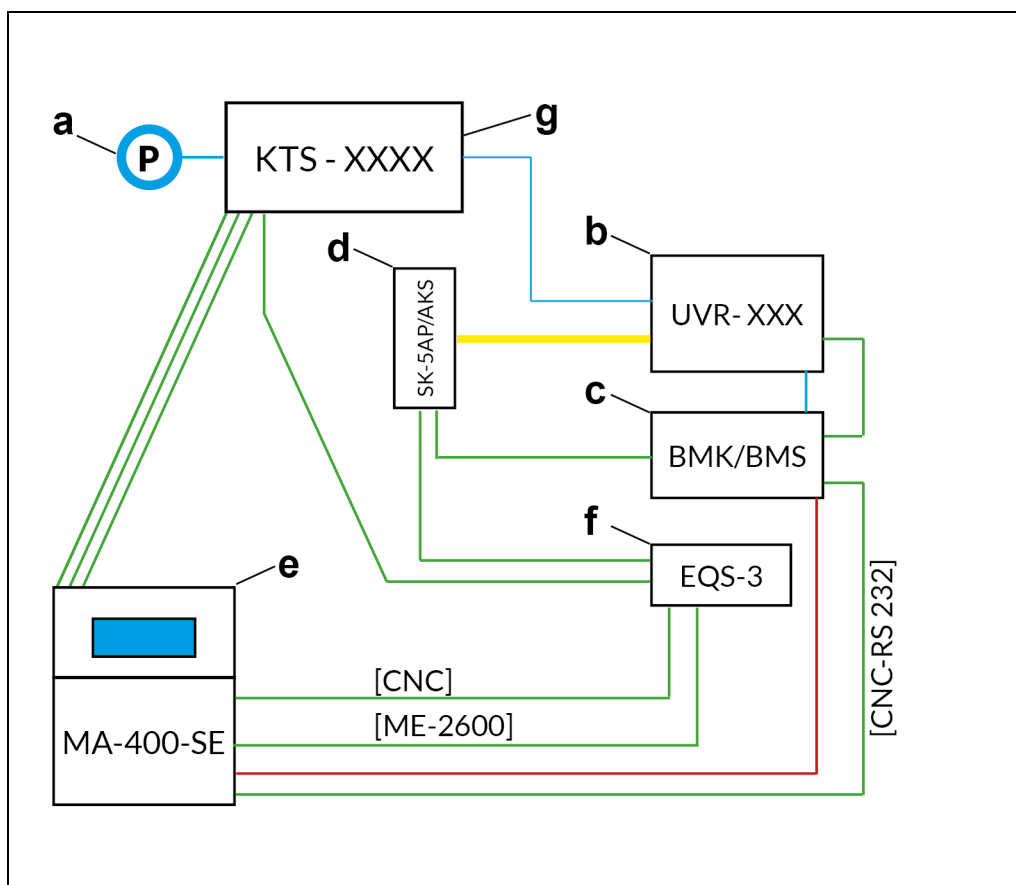 a
P
KTS - XXXX
g
d
SK-5AP/AKS
b
UVR- XXX
c
BMK/BMS
f
EQS-3
e
MA-400-SE
[CNC]
[ME-2600]
[CNC-RS 232]